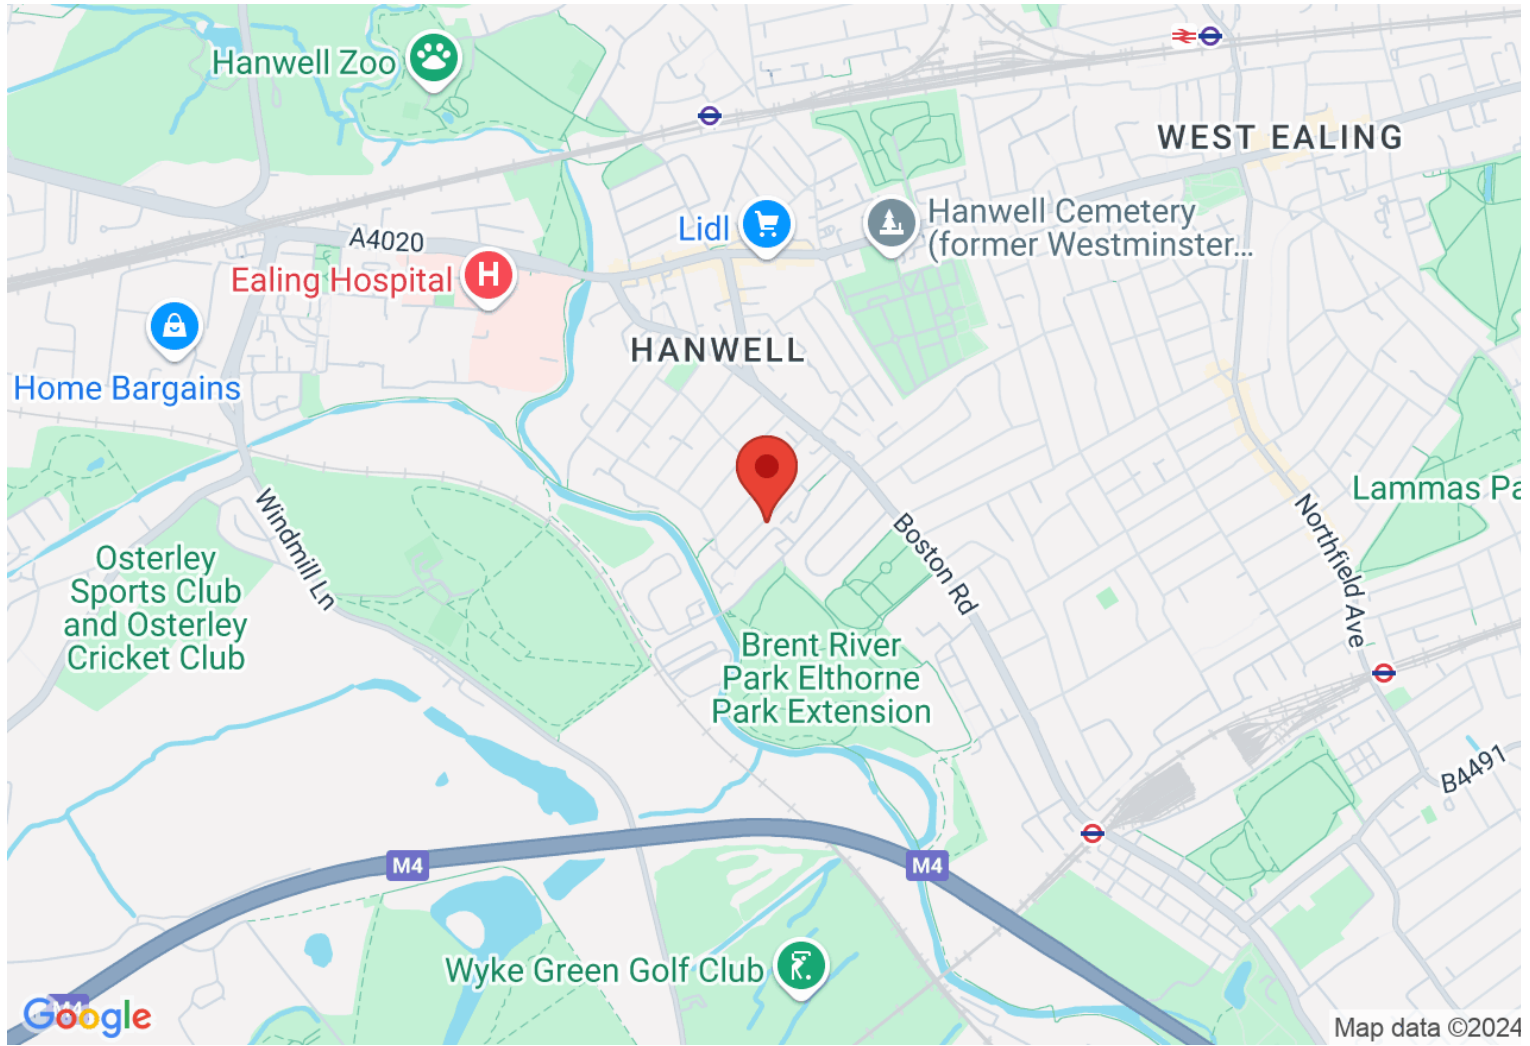 Hanwell Zoo
WEST EALING
A4020
Lidl
Hanwell Cemetery
(former Westminster...
Ealing Hospital
H
HANWELL
Home Bargains
Lammas Pa
Windmill Ln
Boston Rd
Northfield Ave
Osterley
Sports Club
and Osterley
Cricket Club
Brent River
Park Elthorne
Park Extension
B4491
M4
M4
Wyke Green Golf Club
M4
Google
Map data ©2024